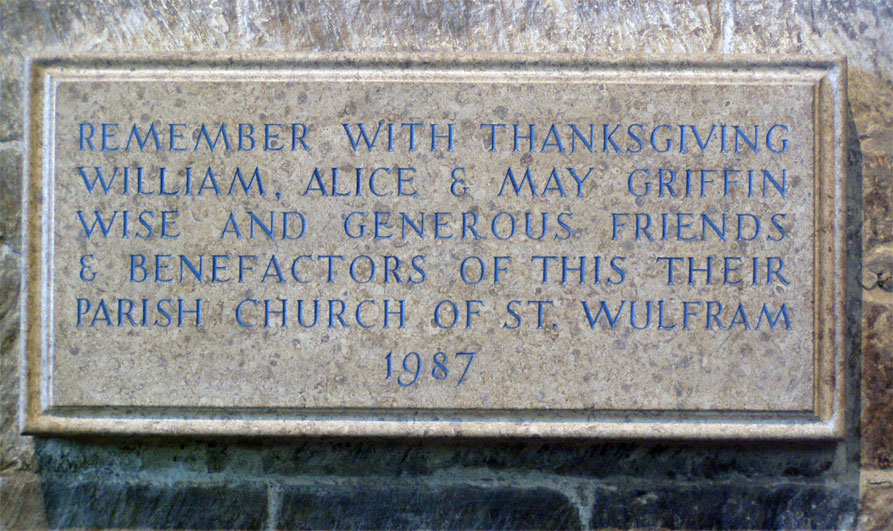 REMEMBER WITH THANKSGIVING
WILLIAM, ALICE & MAY GRIFFIN
WISE AND GENEROUS FRIENDS
& BENEFACTORS OF THIS THEIR
PARISH CHURCH OF ST. WULFRAM
1987